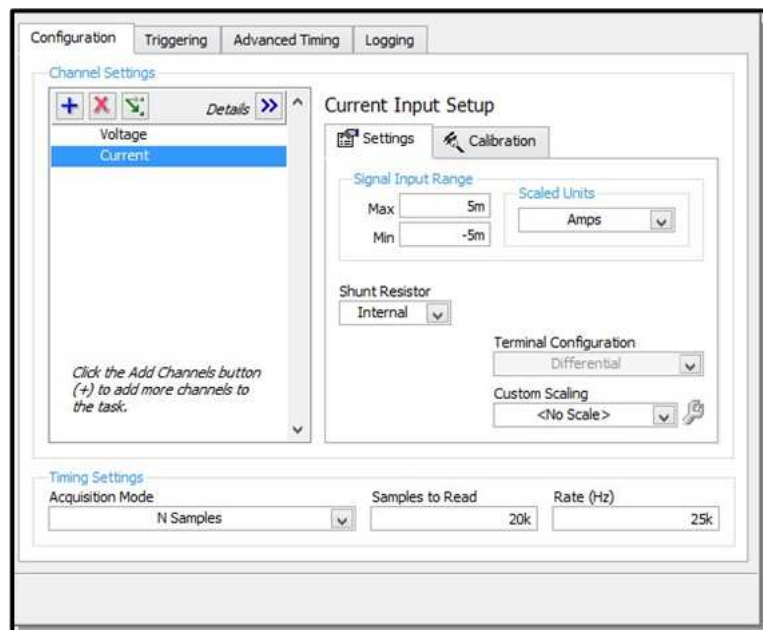 Configuration
Triggering
Advanced Timing
Logging
Channel Settings
Details
Voltage
Current
Click the Add Channels button
(+) to add more channels to
the task.
Current Input Setup
Settings
Calibration
Signal Input Range
Max 5m
Min -5m
Scaled Units
Amps
Shunt Resistor
Internal
Terminal Configuration
Differential
Custom Scaling
<No Scale>
Timing Settings
Acquisition Mode
N Samples
Samples to Read
20k
Rate (Hz)
25k